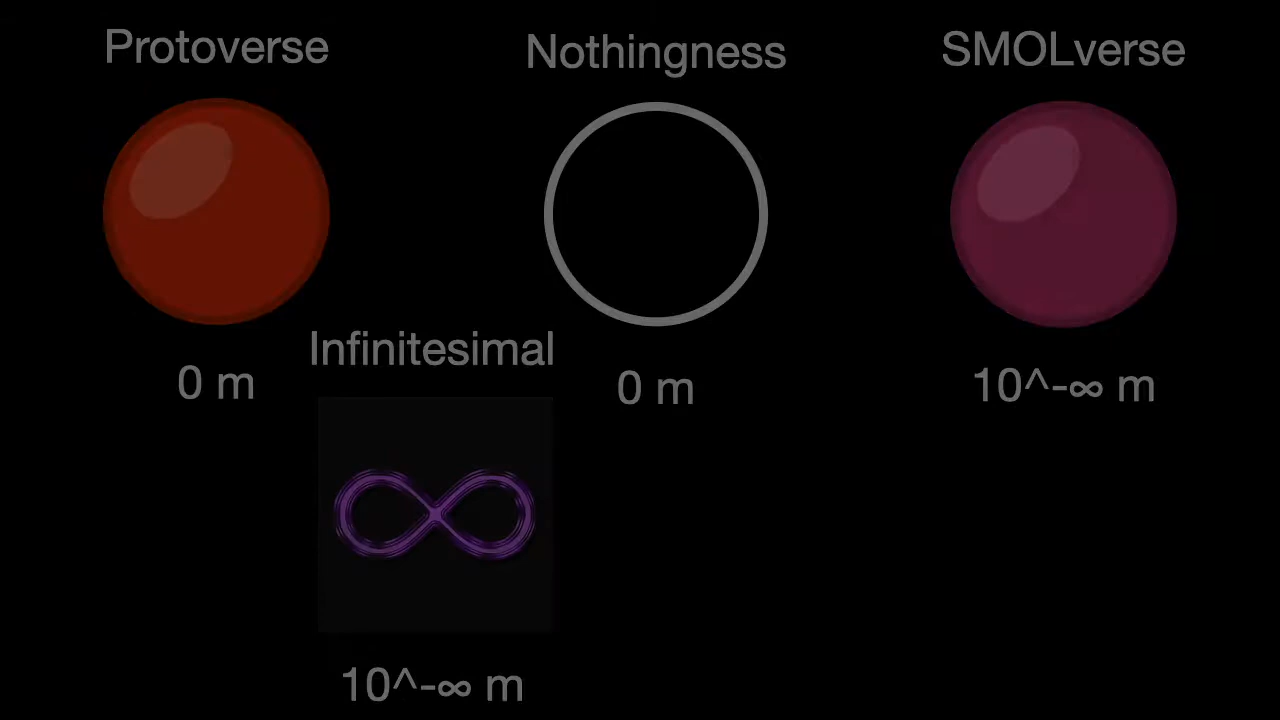 Protoverse
Nothingness
SMOLverse
0 m
0 m
10^-∞ m
Infinitesimal
10^-∞ m